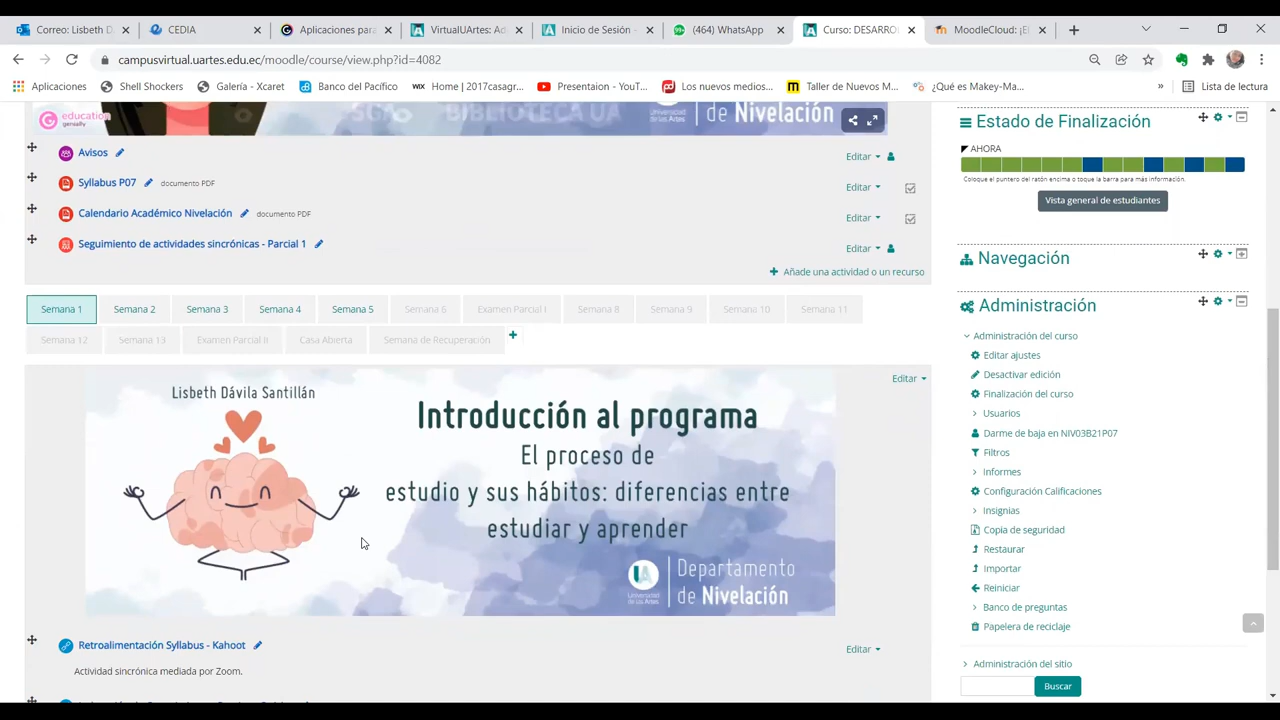 Correo: Lisbeth D
CEDIA
Aplicaciones para
VirtualUArtes: Ad
Inicio de Sesión
(464) WhatsApp
Curso: DESARRO
MoodleCloud: ¡E
campusvirtual.uartes.edu.ec/moodle/course/view.php?id=4082
Aplicaciones
Shell Shockers
Galería - Xcaret
Banco del Pacífico
WIX Home | 2017casagr...
Presentaion - YouT...
Los nuevos medios...
Taller de Nuevos M...
¿Qué es Makey-Ma...
»
Lista de lectura
education
genially
de Nivelación
Avisos
Editar
Syllabus P07 documento PDF
Editar
Calendario Académico Nivelación documento PDF
Editar
Seguimiento de actividades sincrónicas - Parcial 1
Editar
Añade una actividad o un recurso
Semana 1 Semana 2 Semana 3 Semana 4 Semana 5 Semana 6 Examen Parcial I Semana 8 Semana 9 Semana 10 Semana 11
Semana 12 Semana 13 Examen Parcial II Casa Abierta Semana de Recuperación
Editar
Lisbeth Dávila Santillán
Introducción al programa
El proceso de
estudio y sus hábitos: diferencias entre
estudiar y aprender
UA
Universidad
de las Artes
Departamento
de Nivelación
Retroalimentación Syllabus - Kahoot
Editar
Actividad sincrónica mediada por Zoom.
Estado de Finalización
AHORA
Coloque el puntero del ratón encima o toque la barra para más información.
Vista general de estudiantes
Navegación
Administración
Administración del curso
Editar ajustes
Desactivar edición
Finalización del curso
Usuarios
Darme de baja en NIV03B21P07
Filtros
Informes
Configuración Calificaciones
Insignias
Copia de seguridad
Restaurar
Importar
Reiniciar
Banco de preguntas
Papelera de reciclaje
Administración del sitio
Buscar